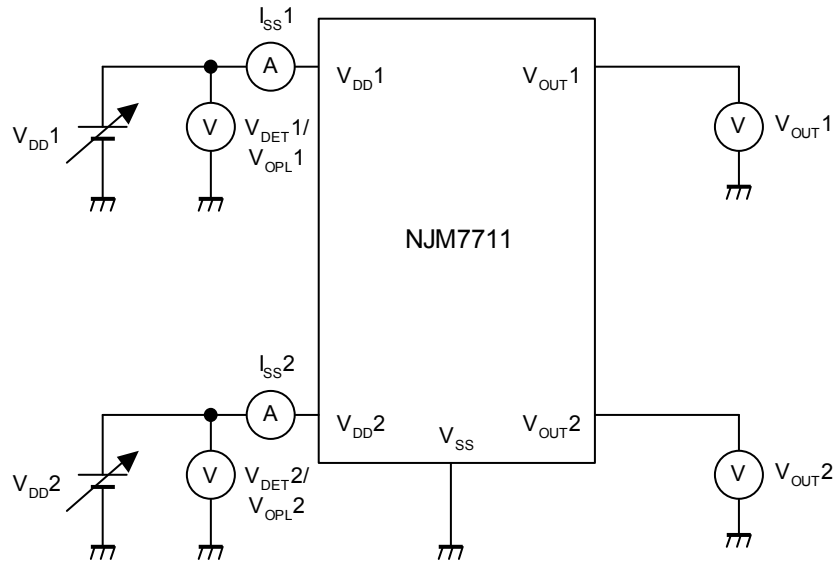 I_SS1
A
V_DD1
V_OUT1
V_DD1
V
V_DET1/
V_OPL1
V
V_OUT1
NJM7711
I_SS2
A
V_DD2
V_SS
V_OUT2
V_DD2
V
V_DET2/
V_OPL2
V
V_OUT2